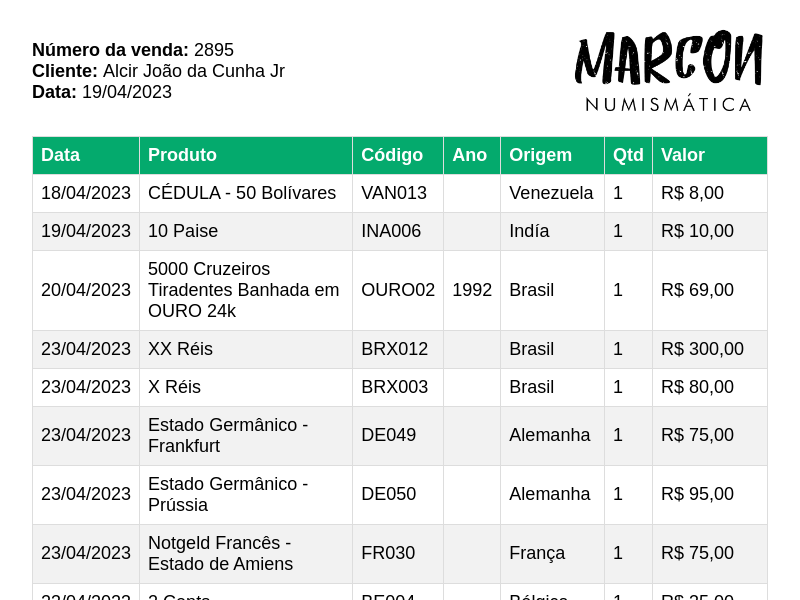 Número da venda: 2895
Cliente: Alcir João da Cunha Jr
Data: 19/04/2023
MARCON
NUMISMÁTICA
Data Produto Código Ano Origem Qtd Valor
18/04/2023 CÉDULA - 50 Bolívares VAN013 Venezuela 1 R$ 8,00
19/04/2023 10 Paise INA006 Indía 1 R$ 10,00
5000 Cruzeiros
20/04/2023 Tiradentes Banhada em OURO02 1992 Brasil 1 R$ 69,00
OURO 24k
23/04/2023 XX Réis BRX012 Brasil 1 R$ 300,00
23/04/2023 X Réis BRX003 Brasil 1 R$ 80,00
23/04/2023 Estado Germânico - DE049 Alemanha 1 R$ 75,00
Frankfurt
23/04/2023 Estado Germânico - DE050 Alemanha 1 R$ 95,00
Prússia
23/04/2023 Notgeld Francês - FR030 França 1 R$ 75,00
Estado de Amiens